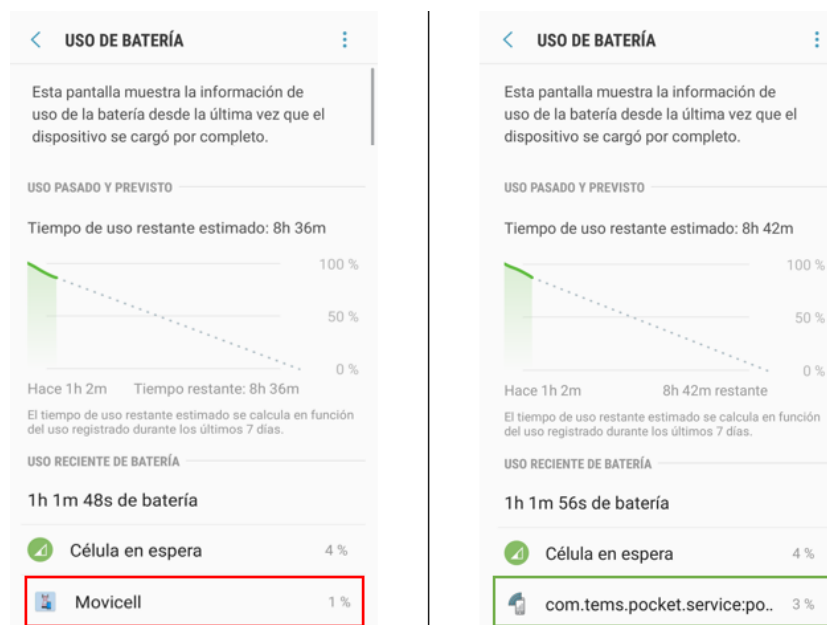 USO DE BATERÍA
Esta pantalla muestra la información de
uso de la batería desde la última vez que el
dispositivo se cargó por completo.
USO PASADO Y PREVISTO
Tiempo de uso restante estimado: 8h 36m
100 %
50 %
0 %
Hace 1h 2m Tiempo restante: 8h 36m
El tiempo de uso restante estimado se calcula en función
del uso registrado durante los últimos 7 días.
USO RECIENTE DE BATERÍA
1h 1m 48s de batería
Célula en espera 4 %
Movicell 1 %
USO DE BATERÍA
Esta pantalla muestra la información de
uso de la batería desde la última vez que el
dispositivo se cargó por completo.
USO PASADO Y PREVISTO
Tiempo de uso restante estimado: 8h 42m
100 %
50 %
0 %
Hace 1h 2m 8h 42m restante
El tiempo de uso restante estimado se calcula en función
del uso registrado durante los últimos 7 días.
USO RECIENTE DE BATERÍA
1h 1m 56s de batería
Célula en espera 4 %
com.tems.pocket.service:po.. 3 %